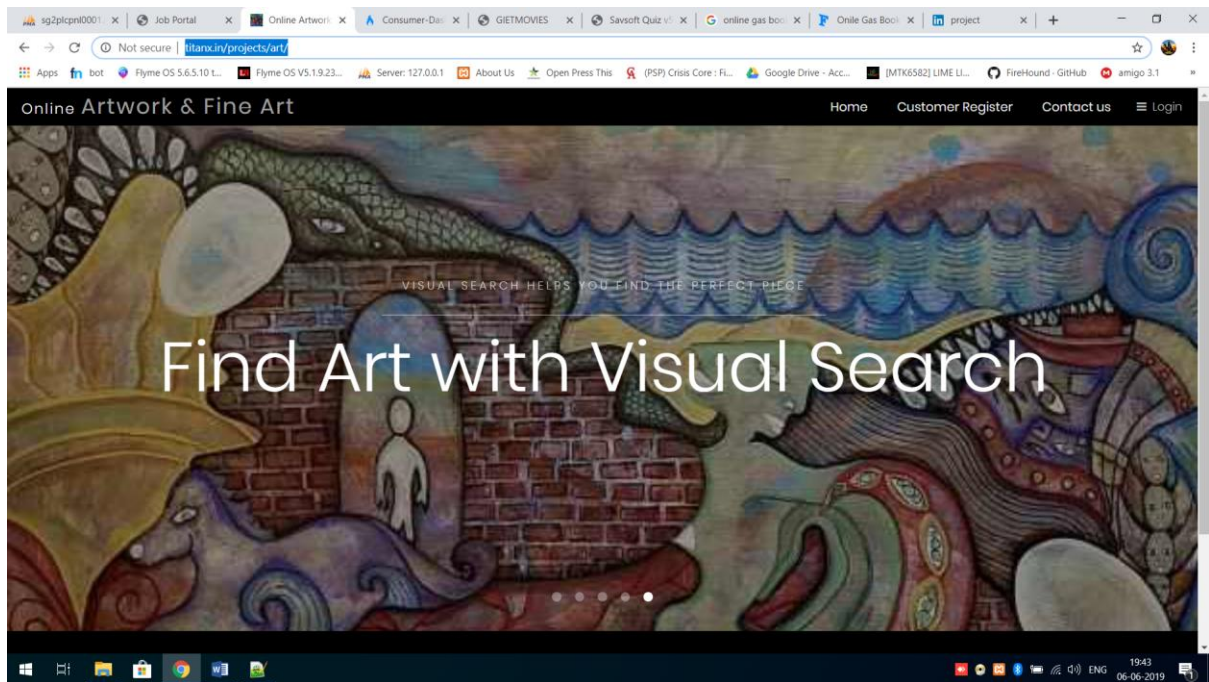 sg2plcpnl0001.
Job Portal
Online Artwork
Consumer-Das
GIETMOVIES
Savsoft Quiz v5
online gas boo
Onile Gas Book
project
Not secure | titanx.in/projects/art/
Apps
bot
Flyme OS 5.6.5.10 t...
Flyme OS V5.1.9.23...
Server: 127.0.0.1
About Us
Open Press This
(PSP) Crisis Core : Fi...
Google Drive - Acc...
[MTK6582] LIME LI...
FireHound · GitHub
amigo 3.1
»
Online Artwork & Fine Art
Home
Customer Register
Contact us
Login
VISUAL SEARCH HELPS YOU FIND THE PERFECT PIECE
Find Art with Visual Search
ENG
19:43
06-06-2019